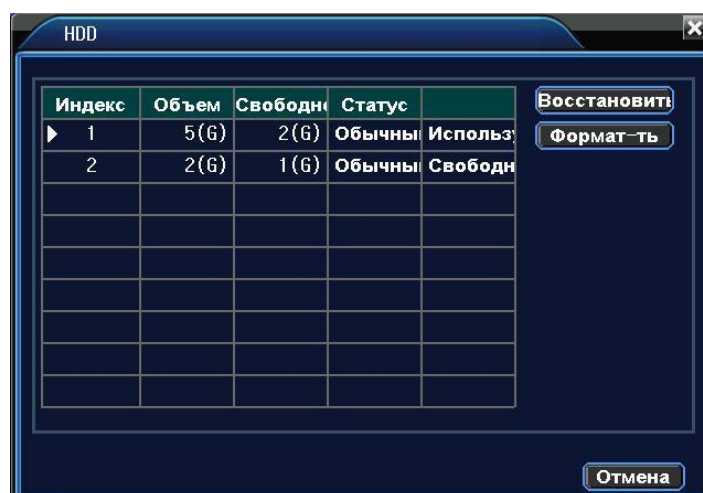 HDD
Индекс Объем Свободн Статус Восстановить
1 5(G) 2(G) Обычны Использ Формат-ть
2 2(G) 1(G) Обычны Свободн
Отмена